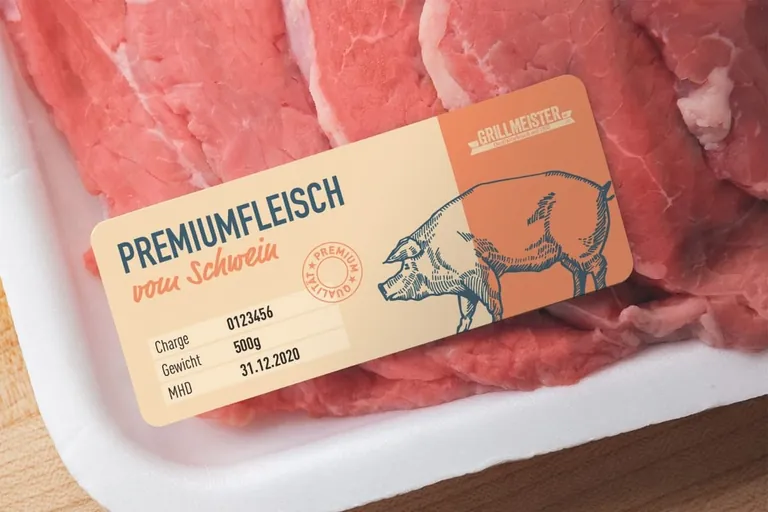 GRILLMEISTER
PREMIUMFLEISCH
vom Schwein
PREMIUM
QUALITÄT
Charge 0123456
Gewicht 500g
MHD 31.12.2020